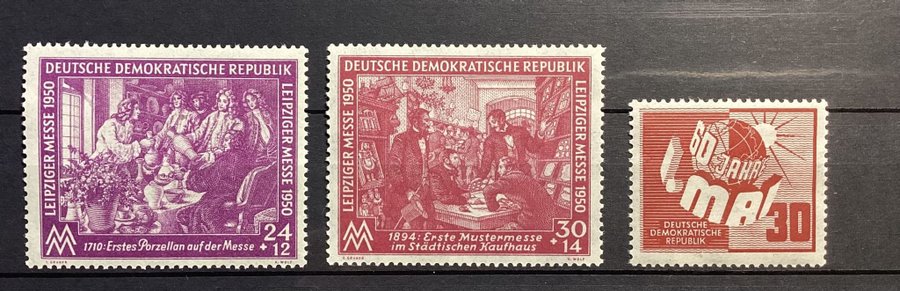 DEUTSCHE DEMOKRATISCHE REPUBLIK
LEIPZIGER MESSE 1950
LEIPZIGER MESSE 1950
MM
1710: Erstes Porzellan auf der Messe
24
+12
DEUTSCHE DEMOKRATISCHE REPUBLIK
LEIPZIGER MESSE 1950
LEIPZIGER MESSE 1950
MM
1894: Erste Mustermesse
im Städtischen Kaufhaus
30
+14
60 JAHRE
1. MAI
DEUTSCHE
DEMOKRATISCHE
REPUBLIK
30